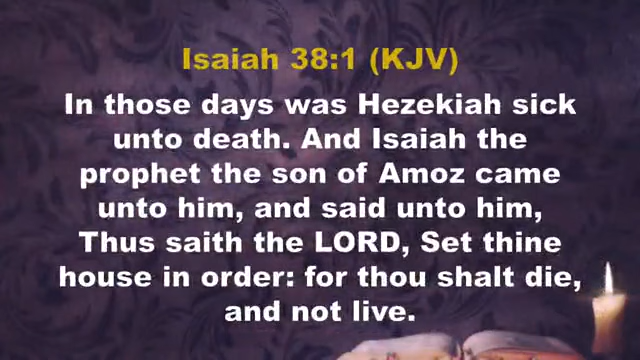 Isaiah 38:1 (KJV)
In those days was Hezekiah sick
unto death. And Isaiah the
prophet the son of Amoz came
unto him, and said unto him,
Thus saith the LORD, Set thine
house in order: for thou shalt die,
and not live.